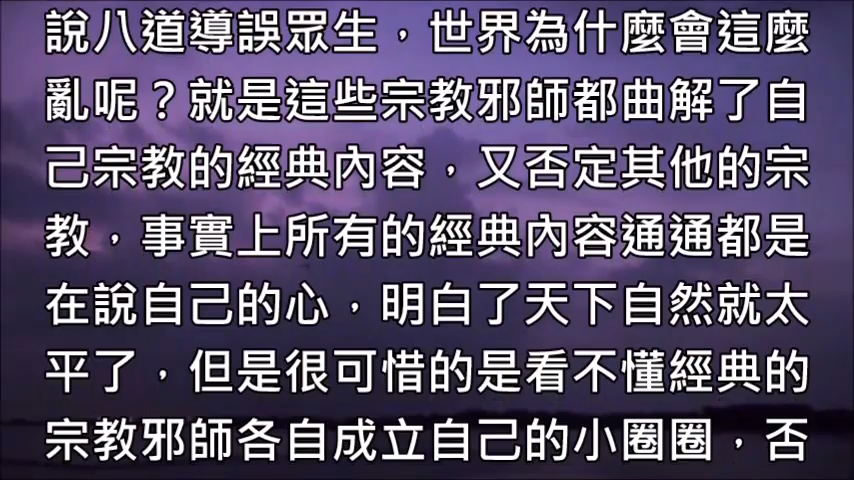 說八道導誤眾生，世界為什麼會這麼
亂呢？就是這些宗教邪師都曲解了自
己宗教的經典內容，又否定其他的宗
教，事實上所有的經典內容通通都是
在說自己的心，明白了天下自然就太
平了，但是很可惜的是看不懂經典的
宗教邪師各自成立自己的小圈圈，否